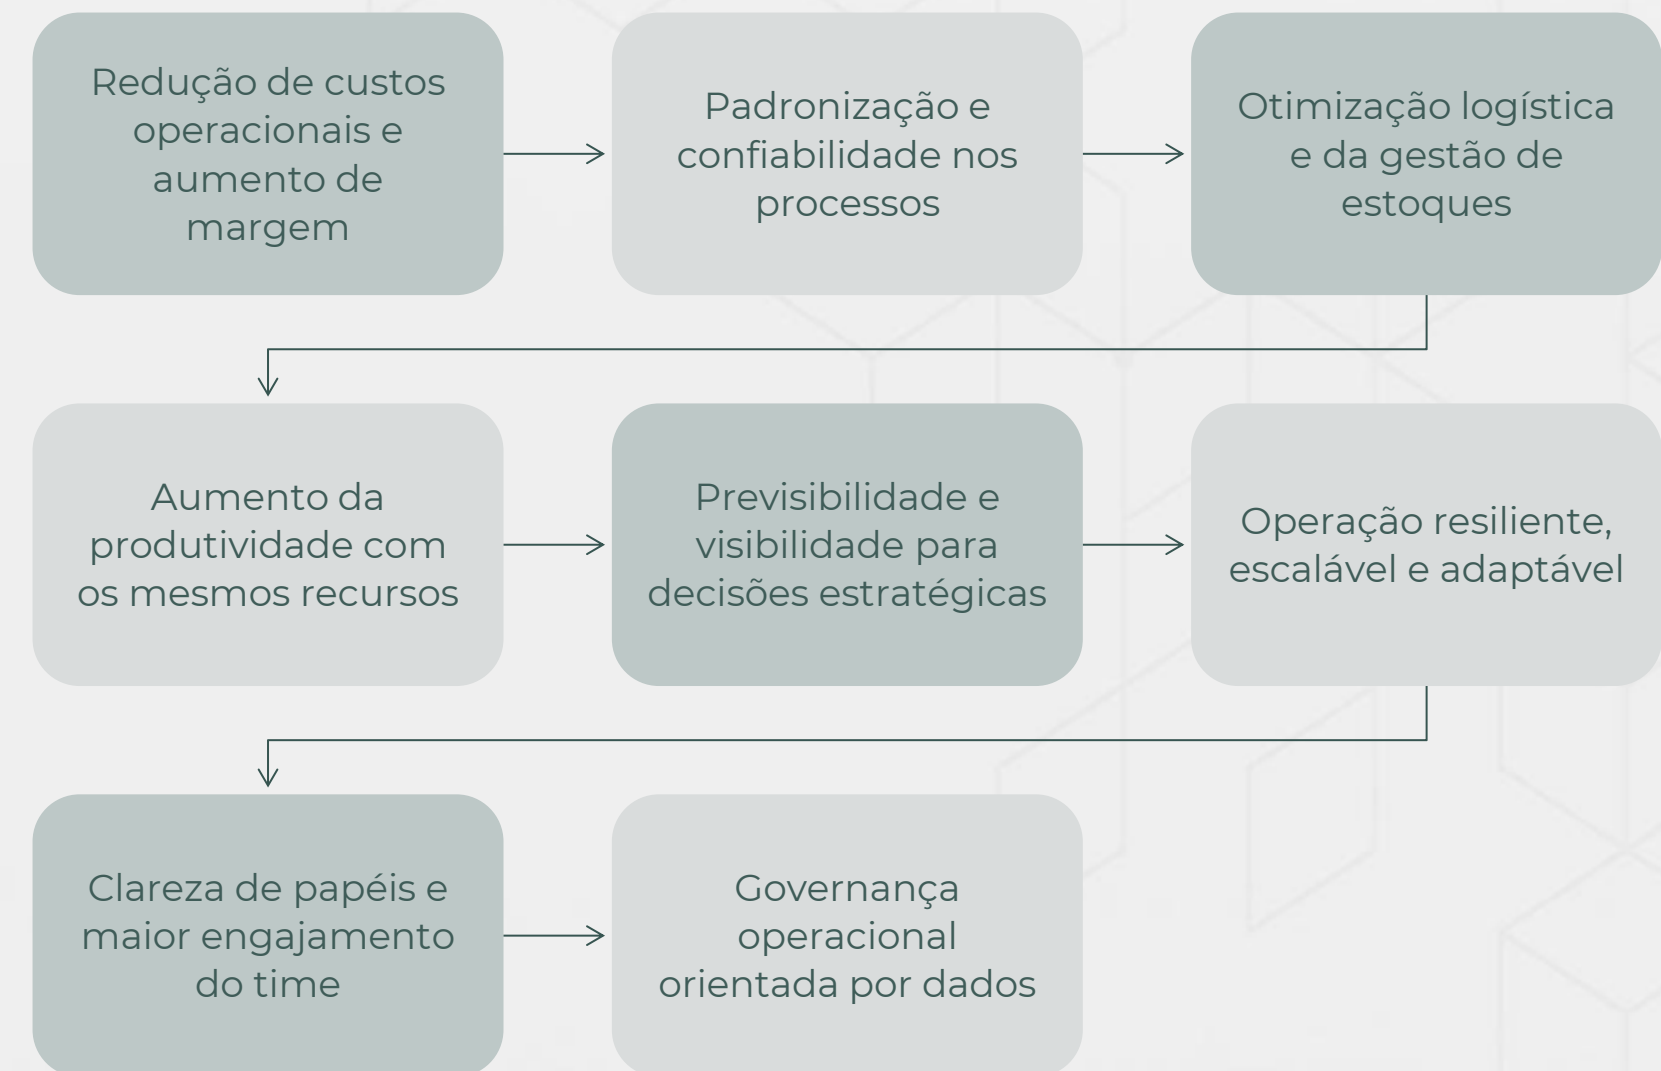 Redução de custos
operacionais e
aumento de
margem
Padronização e
confiabilidade nos
processos
Otimização logística
e da gestão de
estoques
Aumento da
produtividade com
os mesmos recursos
Previsibilidade e
visibilidade para
decisões estratégicas
Operação resiliente,
escalável e adaptável
Clareza de papéis e
maior engajamento
do time
Governança
operacional
orientada por dados